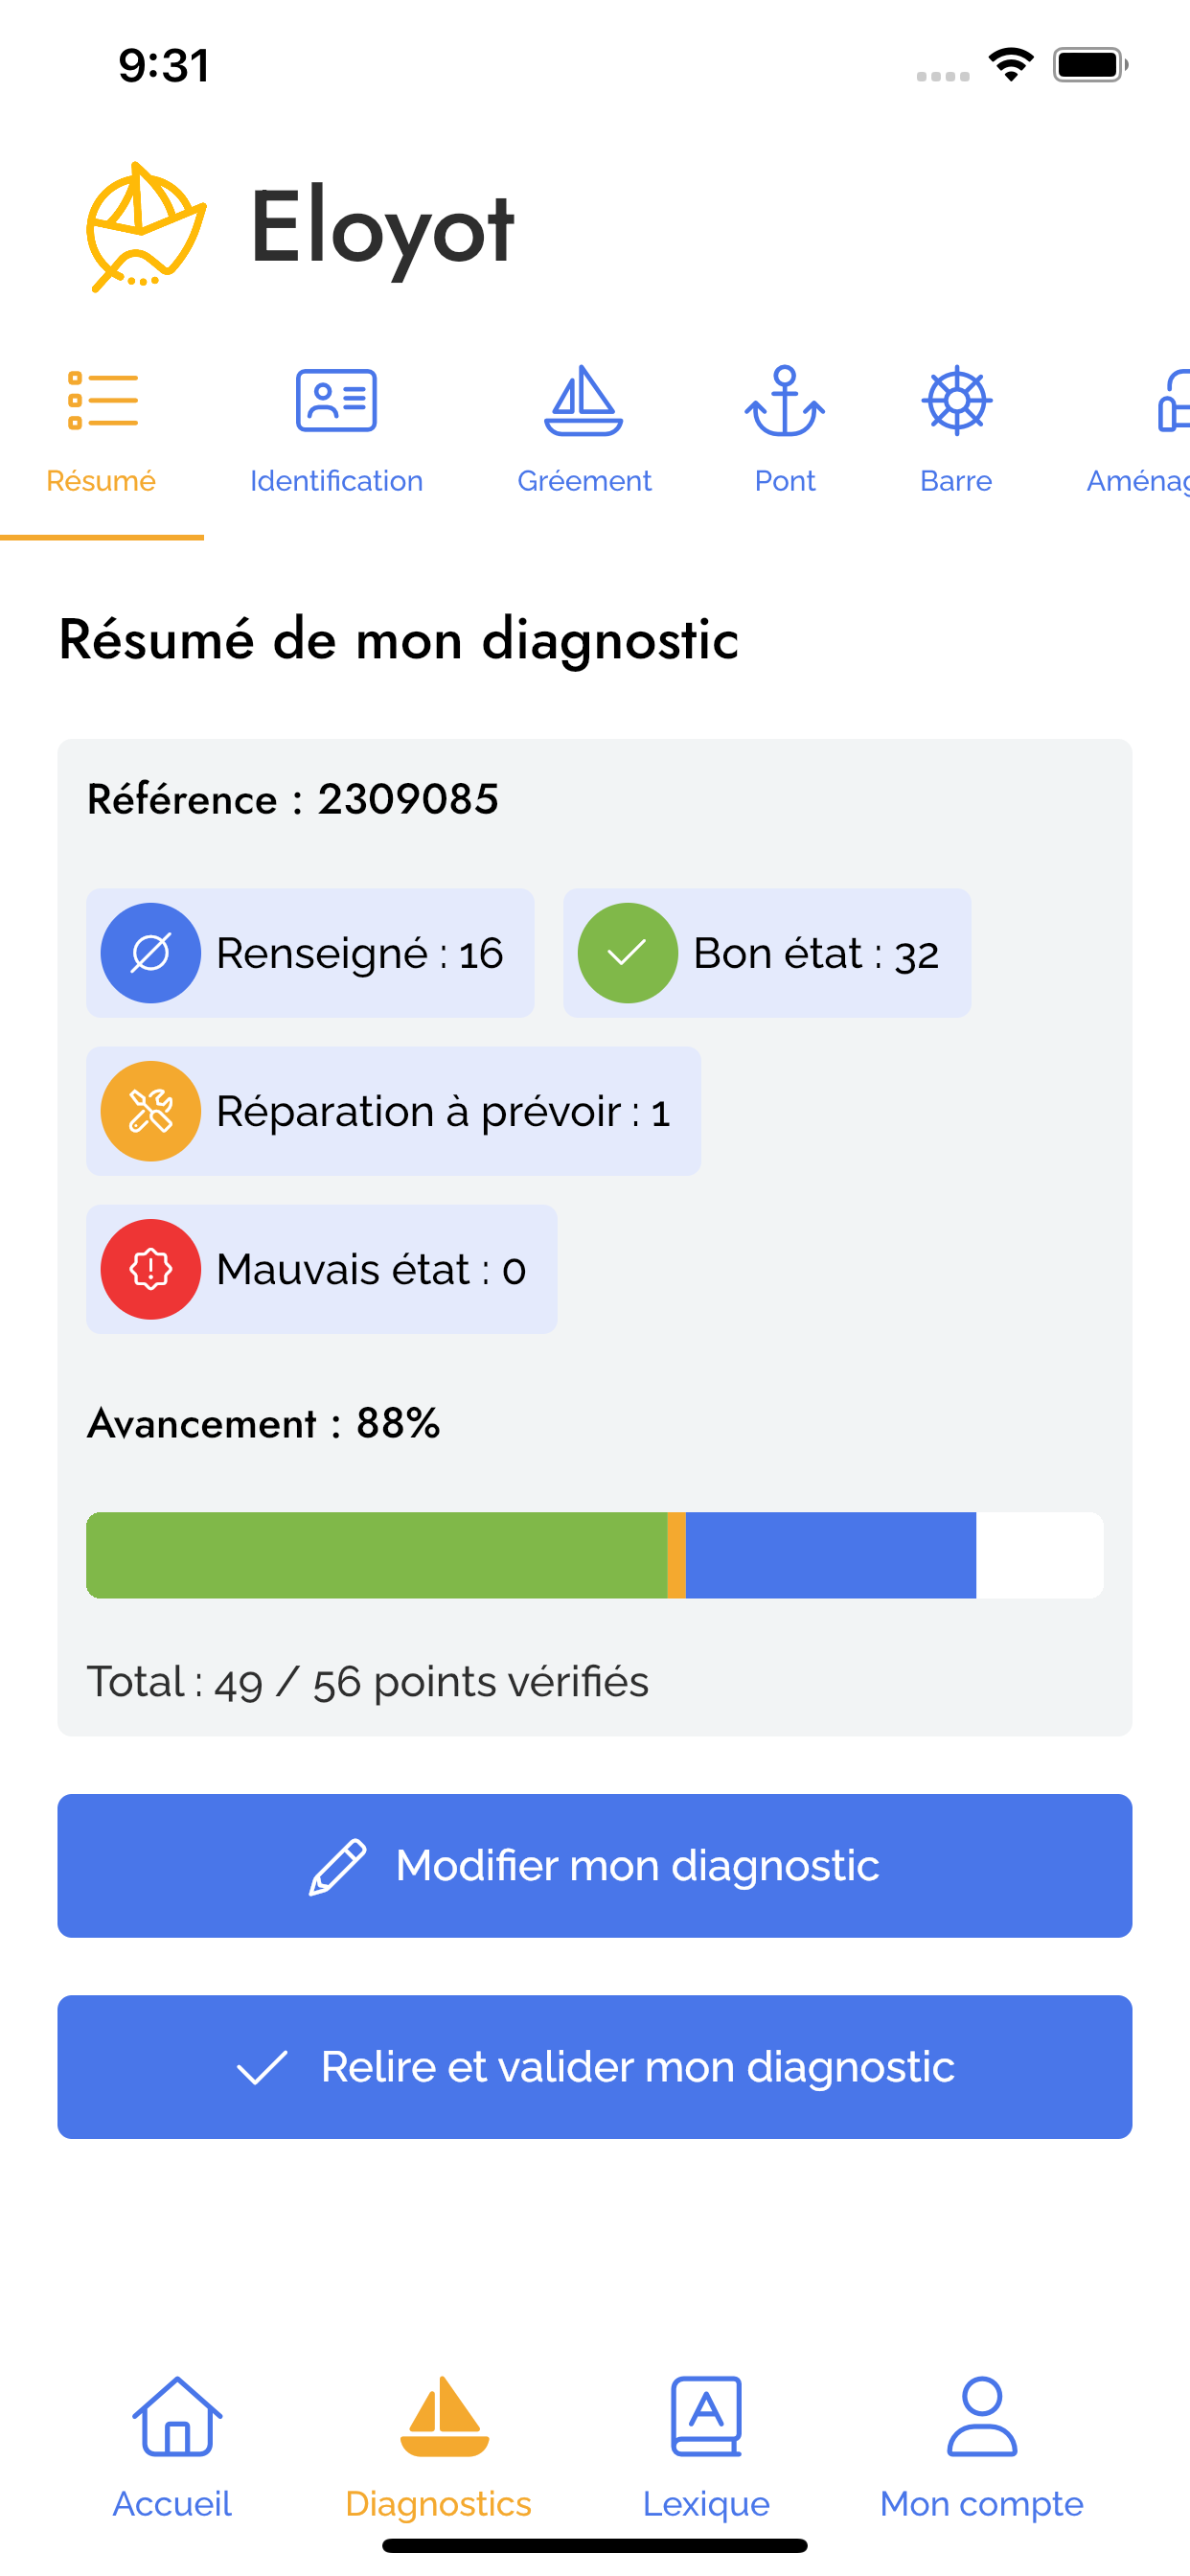 9:31
Eloyot
Résumé Identification Gréement Pont Barre Aménag
Résumé de mon diagnostic
Référence : 2309085
Renseigné : 16 Bon état : 32
Réparation à prévoir : 1
Mauvais état : 0
Avancement : 88%
Total : 49 / 56 points vérifiés
Modifier mon diagnostic
Relire et valider mon diagnostic
A
Accueil Diagnostics Lexique Mon compte